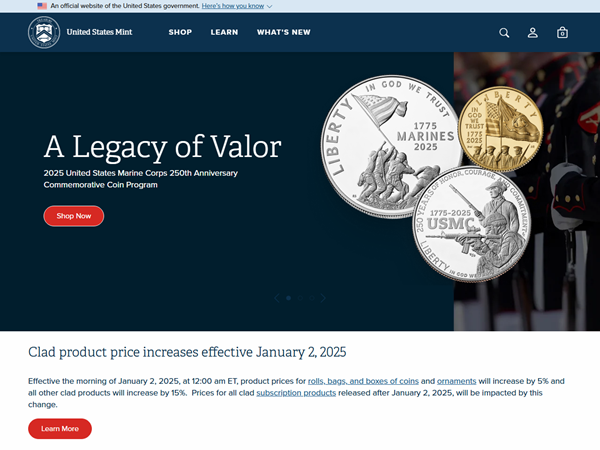 An official website of the United States government. Here's how you know
United States Mint
SHOP
LEARN
WHAT'S NEW
0
A Legacy of Valor
2025 United States Marine Corps 250th Anniversary
Commemorative Coin Program
Shop Now
LIBERTY
IN GOD WE TRUST
1775
MARINES
2025
LIBERTY
IN GOD WE TRUST
1775
2025
250 YEARS OF HONOR, COURAGE, AND COMMITMENT
1775-2025
USMC
LIBERTY
IN GOD WE TRUST
Clad product price increases effective January 2, 2025
Effective the morning of January 2, 2025, at 12:00 am ET, product prices for rolls, bags, and boxes of coins and ornaments will increase by 5% and
all other clad products will increase by 15%. Prices for all clad subscription products released after January 2, 2025, will be impacted by this
change.
Learn More